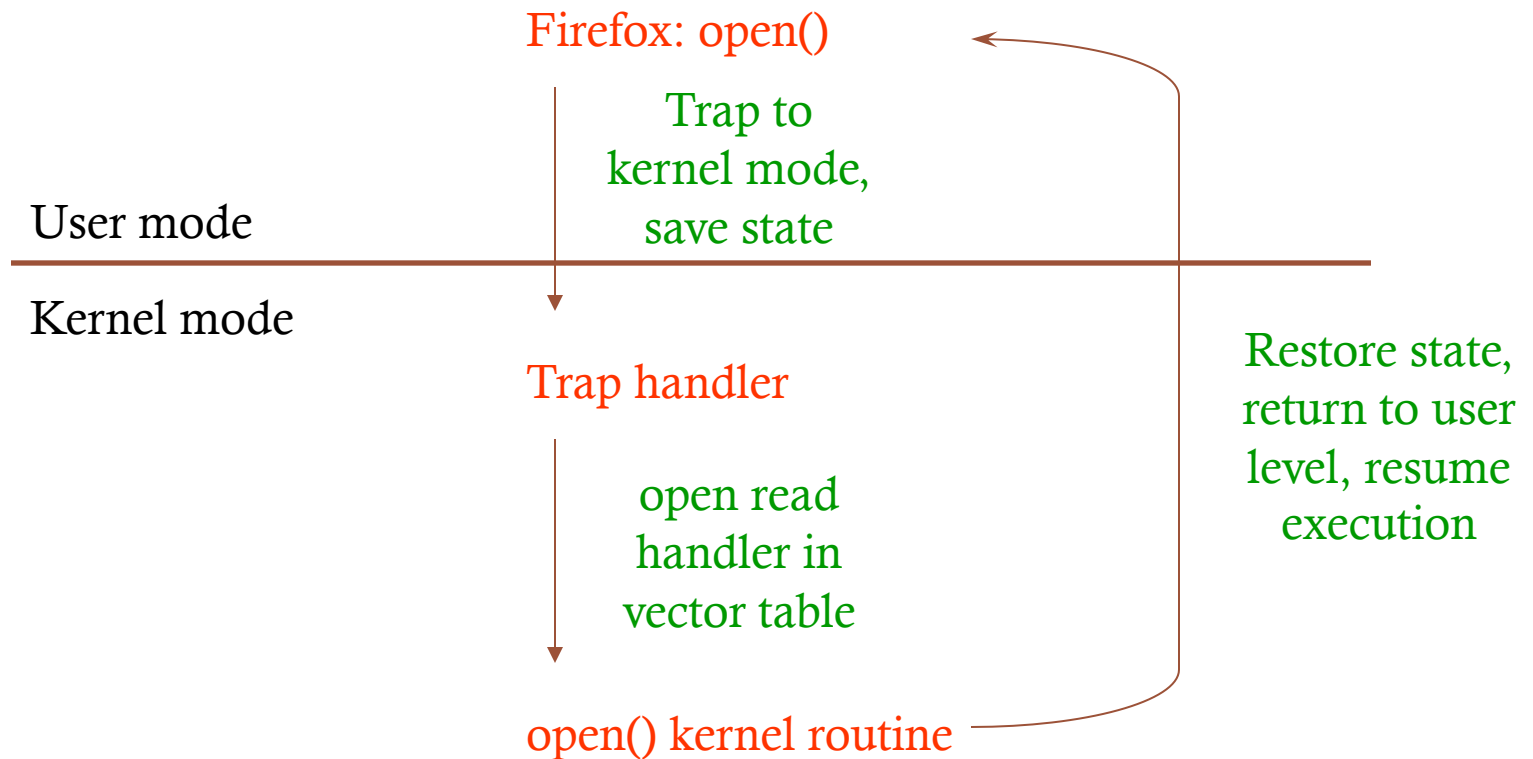 Firefox: open()
Trap to
kernel mode,
save state
User mode
Kernel mode
Trap handler
open read
handler in
vector table
open() kernel routine
Restore state,
return to user
level, resume
execution